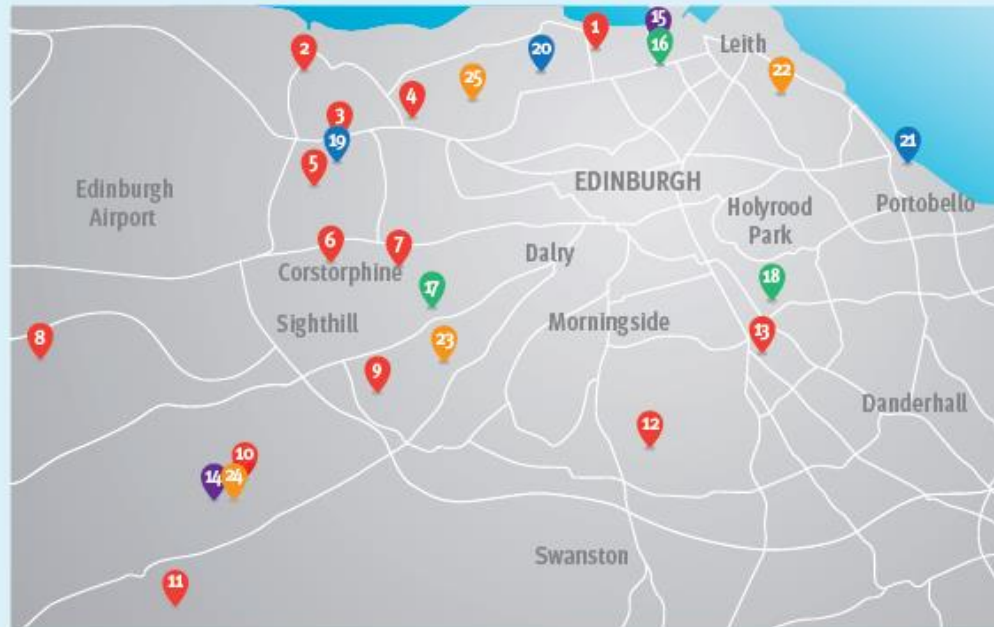 15
1
2
20
16
Leith
22
25
4
3
19
21
5
Edinburgh
Airport
EDINBURGH
Holyrood
Park
Portobello
6
7
Corstorphine
Dalry
17
18
Sighthill
Morningside
8
23
13
9
Danderhall
12
10
14
24
Swanston
11